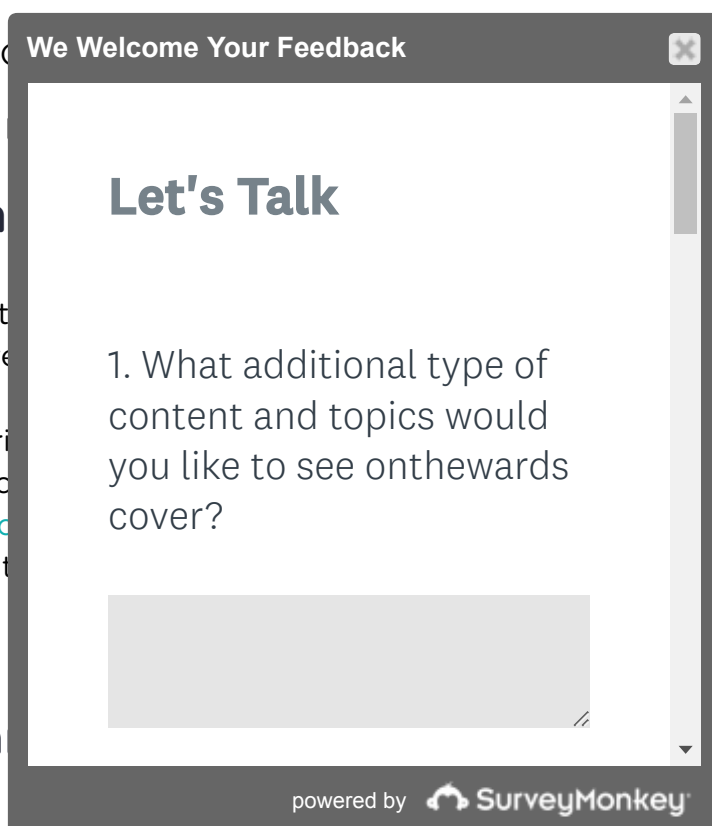 We Welcome Your Feedback
Let's Talk
1. What additional type of
content and topics would
you like to see onthewards
cover?
powered by SurveyMonkey